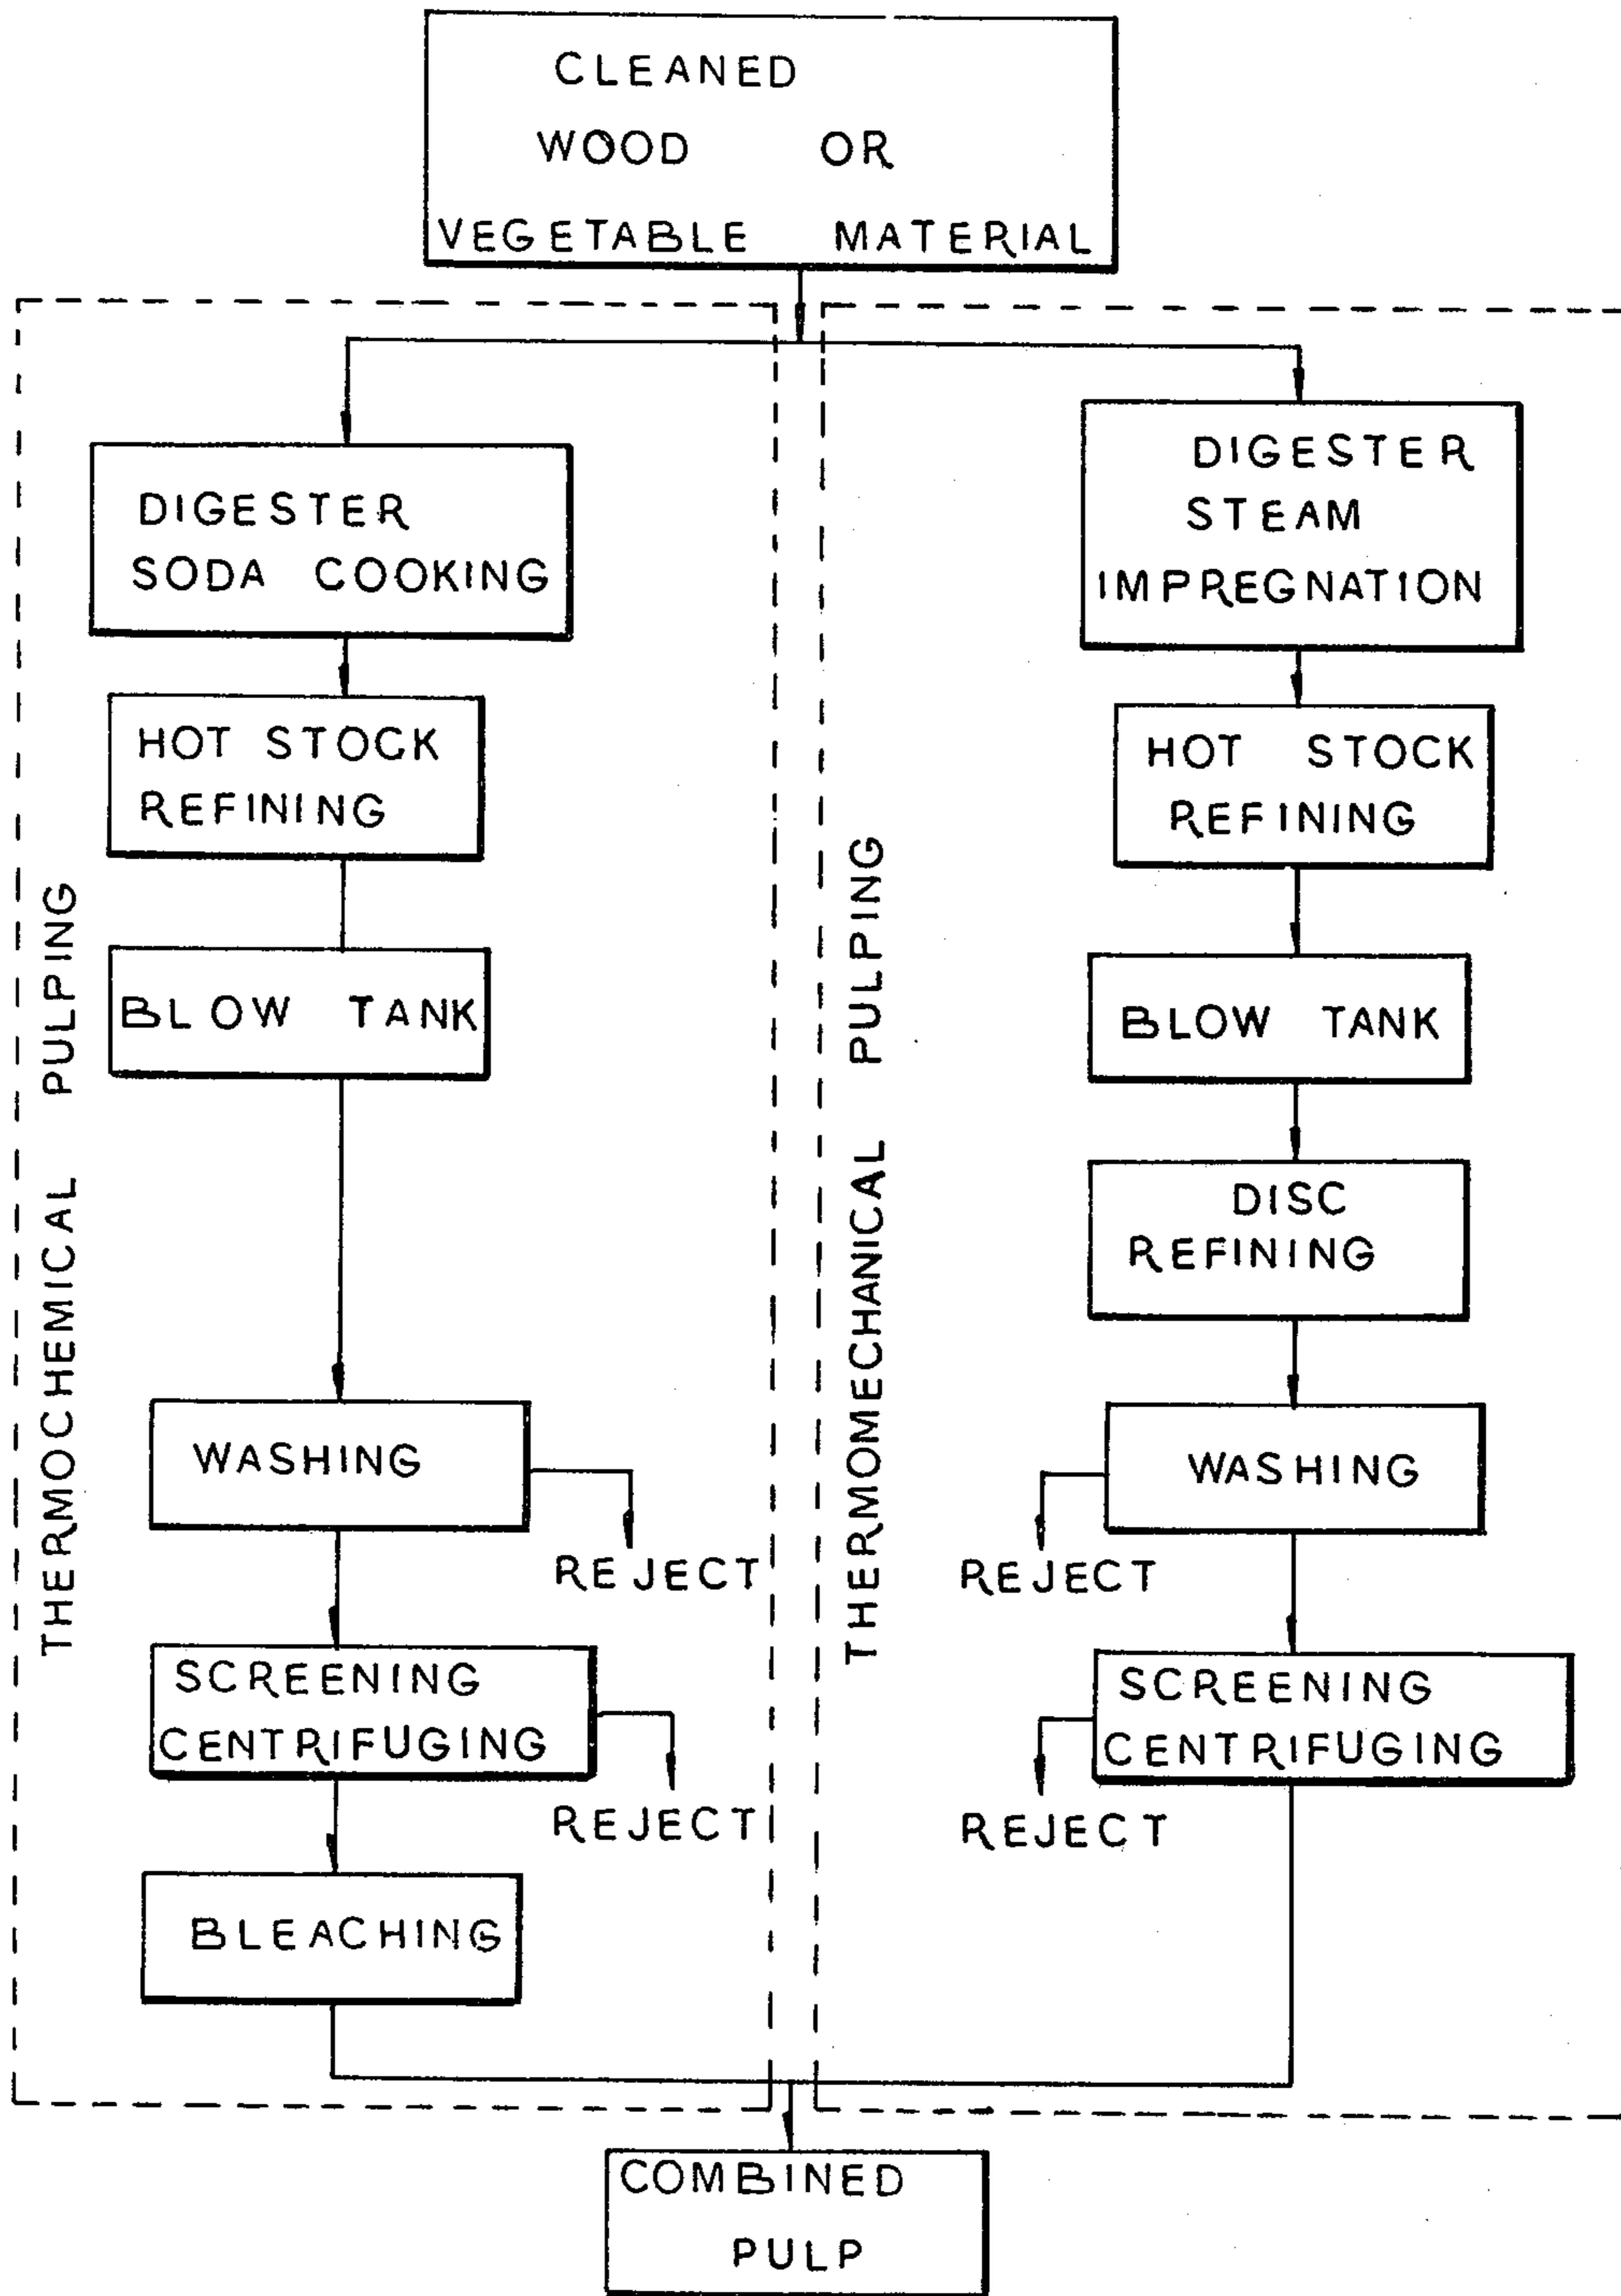 CLEANED
WOOD OR
VEGETABLE MATERIAL
THERMOCHEMICAL PULPING
DIGESTER
SODA COOKING
HOT STOCK
REFINING
BLOW TANK
WASHING
REJECT
SCREENING
CENTRIFUGING
REJECT
BLEACHING
THERMOMECHANICAL PULPING
DIGESTER
STEAM
IMPREGNATION
HOT STOCK
REFINING
BLOW TANK
DISC
REFINING
WASHING
REJECT
SCREENING
CENTRIFUGING
REJECT
COMBINED
PULP